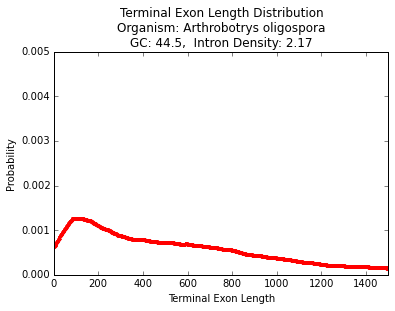 Terminal Exon Length Distribution
Organism: Arthrobotrys oligospora
GC: 44.5,  Intron Density: 2.17
0.005
0.004
0.003
0.002
0.001
0.000
Probability
0 200 400 600 800 1000 1200 1400
Terminal Exon Length